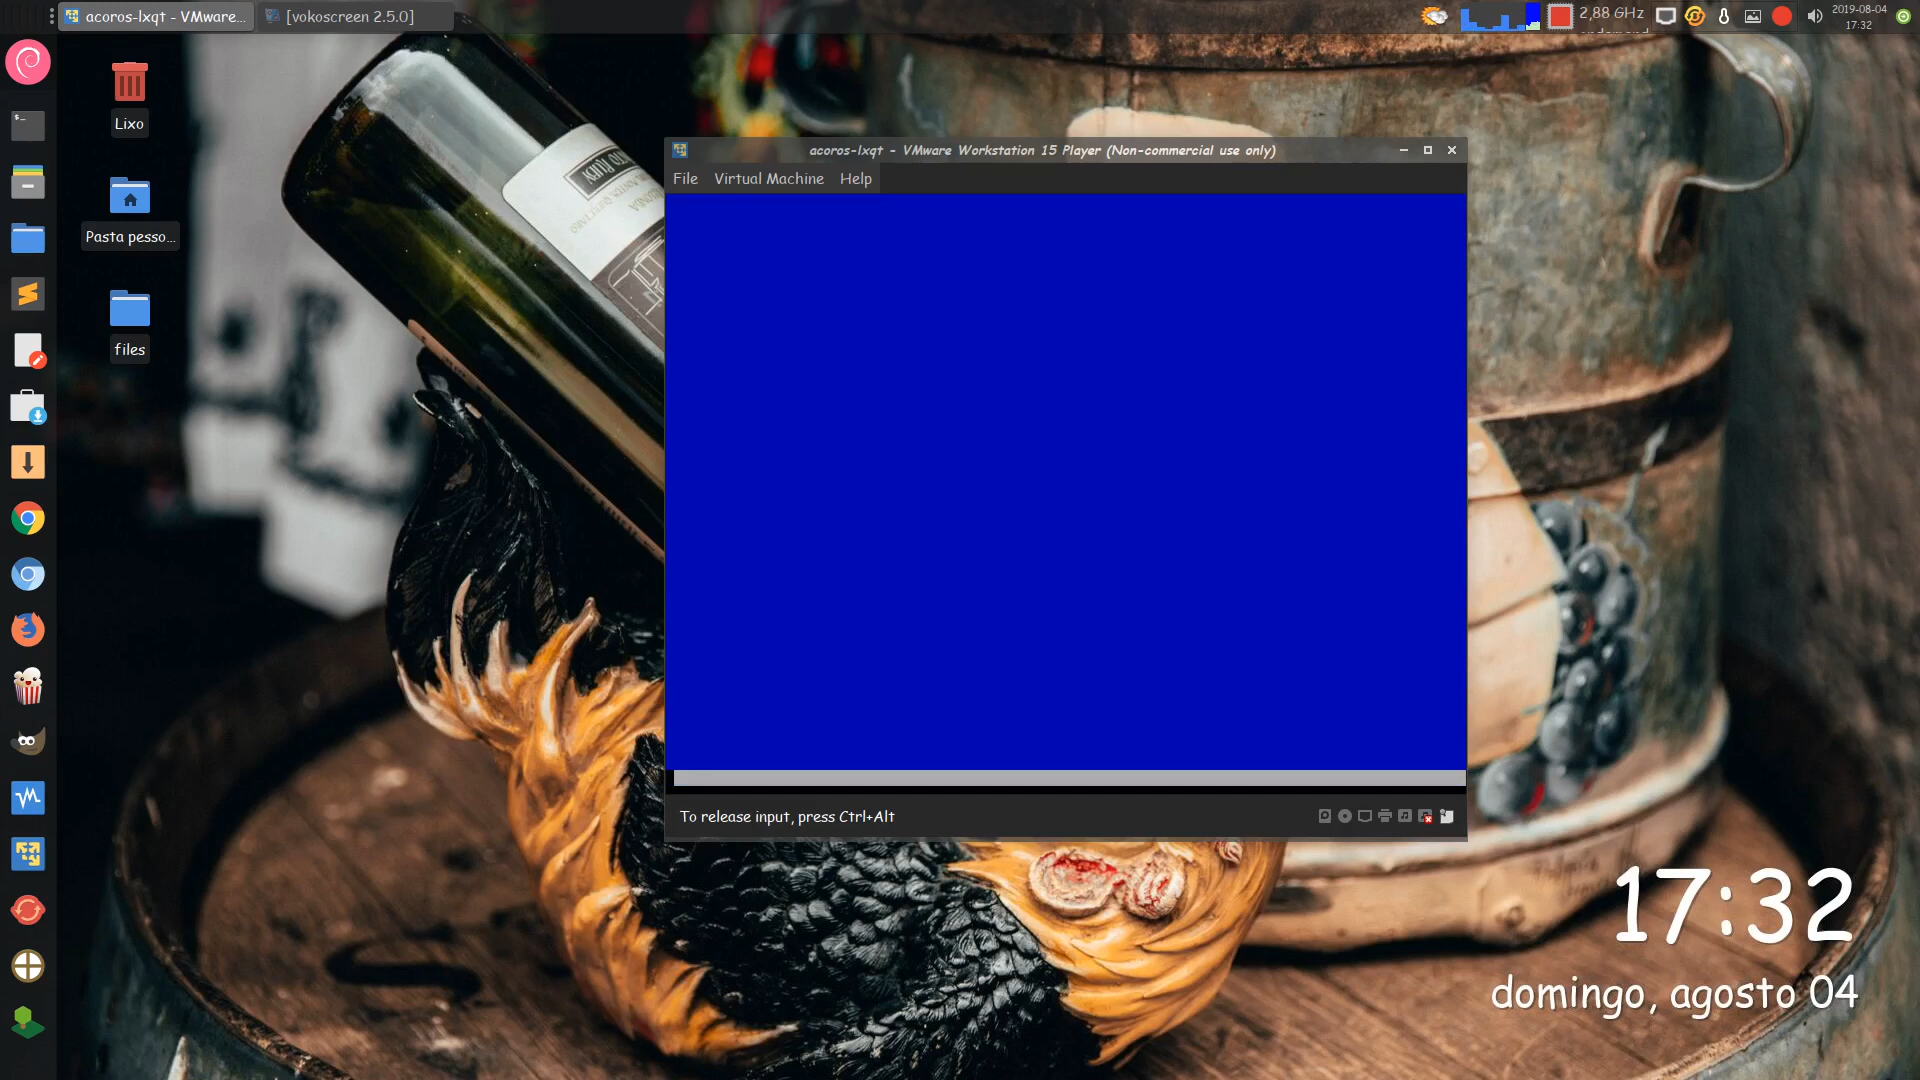 acoros-lxqt - VMware...
[vokoscreen 2.5.0]
2,88 GHz
2019-08-04
17:32
Lixo
Pasta pesso...
files
acoros-lxqt - VMware Workstation 15 Player (Non-commercial use only)
File Virtual Machine Help
To release input, press Ctrl+Alt
17:32
domingo, agosto 04